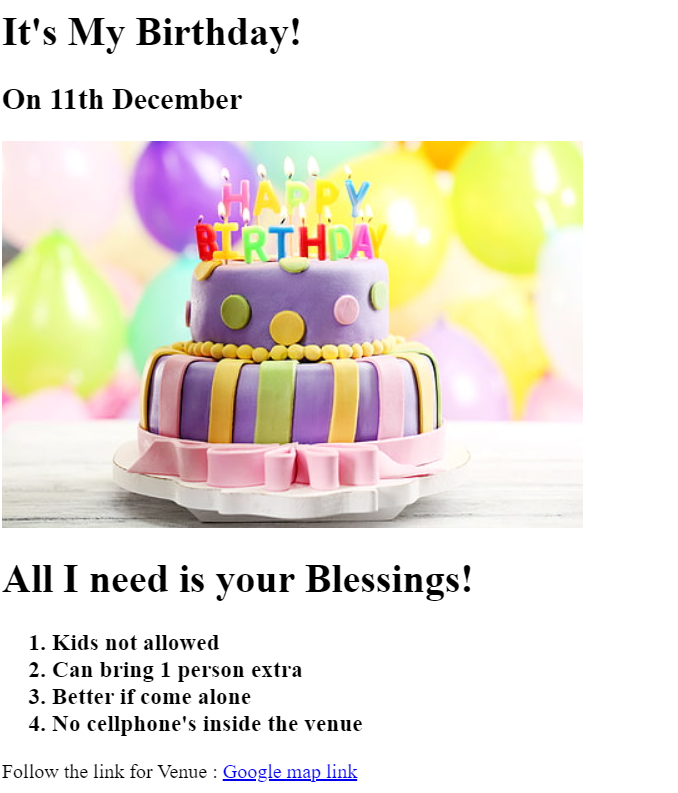 It's My Birthday!
On 11th December
HAPPY
BIRTHDAY
All I need is your Blessings!
1. Kids not allowed
2. Can bring 1 person extra
3. Better if come alone
4. No cellphone's inside the venue
Follow the link for Venue : Google map link